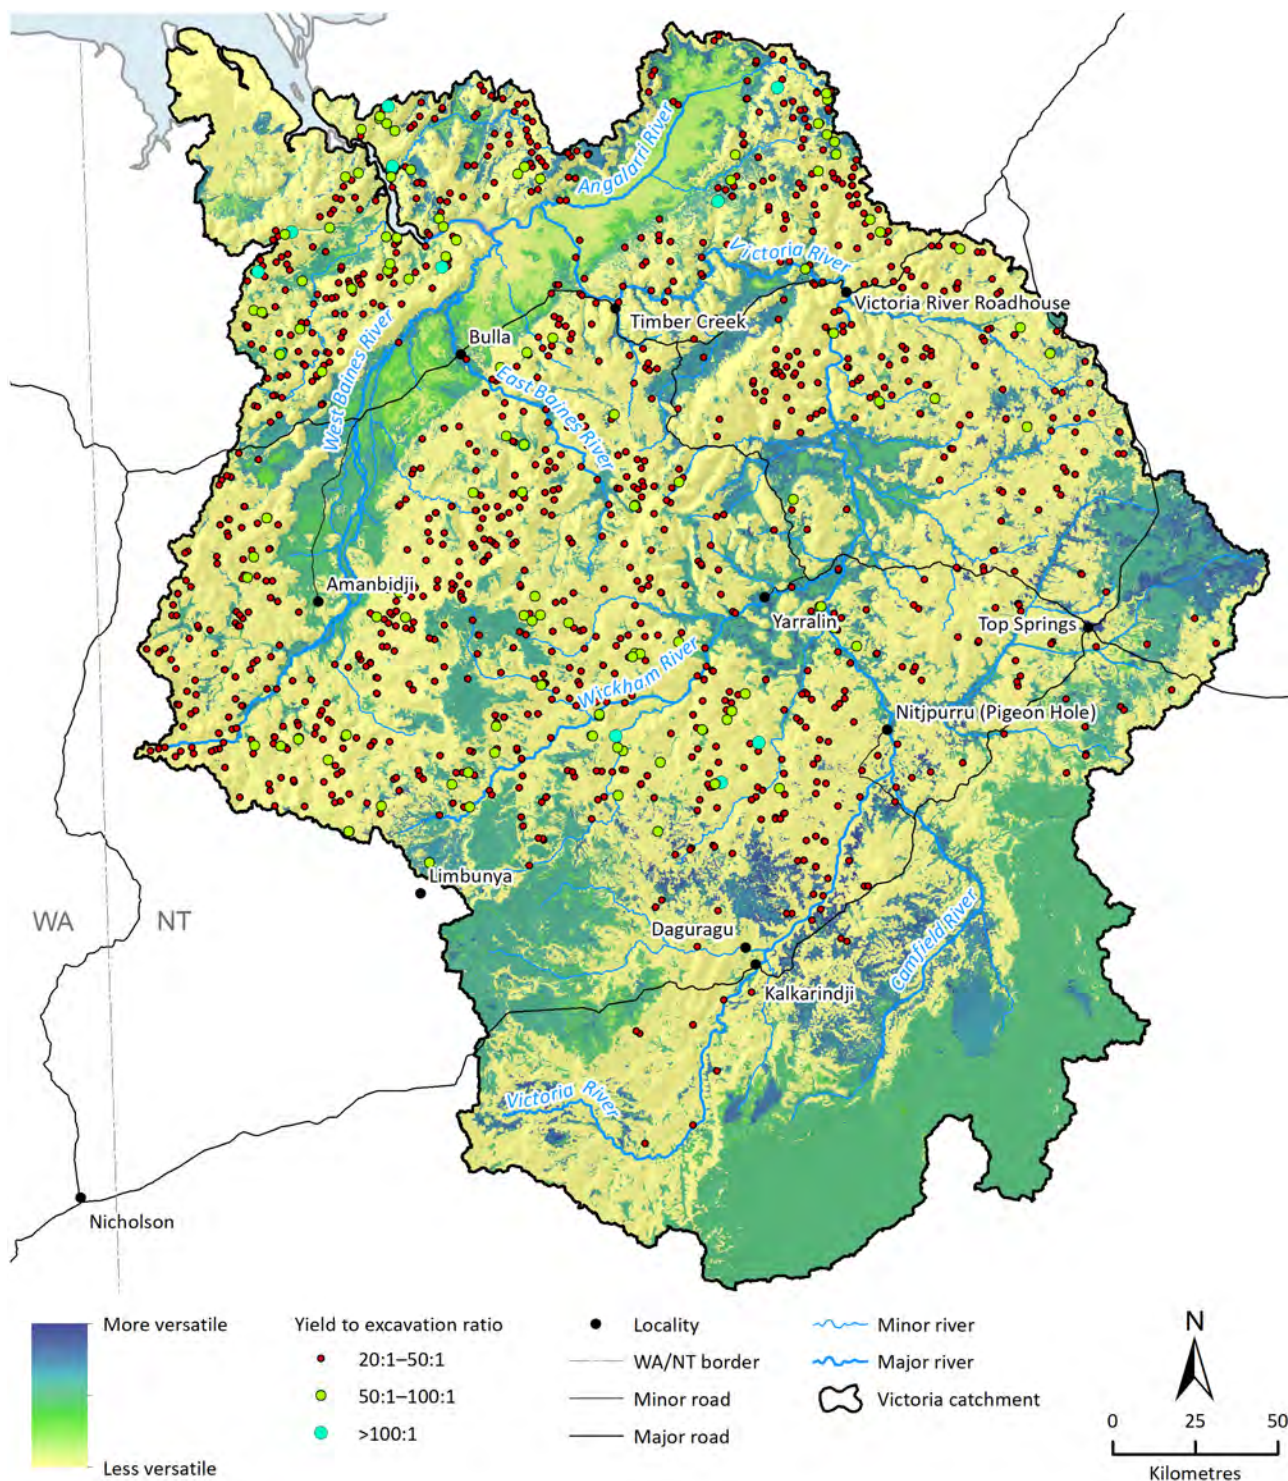 Angalarri River
Victoria River
Victoria River Roadhouse
Timber Creek
Bulla
West Baines River
East Baines River
Amanbidji
Yarralin
Top Springs
Wickham River
Nitjpurru (Pigeon Hole)
Limbunya
WA
NT
Daguragu
Camfield River
Kalkarindji
Victoria River
Nicholson
More versatile
Less versatile
Yield to excavation ratio
20:1–50:1
50:1–100:1
>100:1
Locality
WA/NT border
Minor road
Major road
Minor river
Major river
Victoria catchment
N
0 25 50
Kilometres